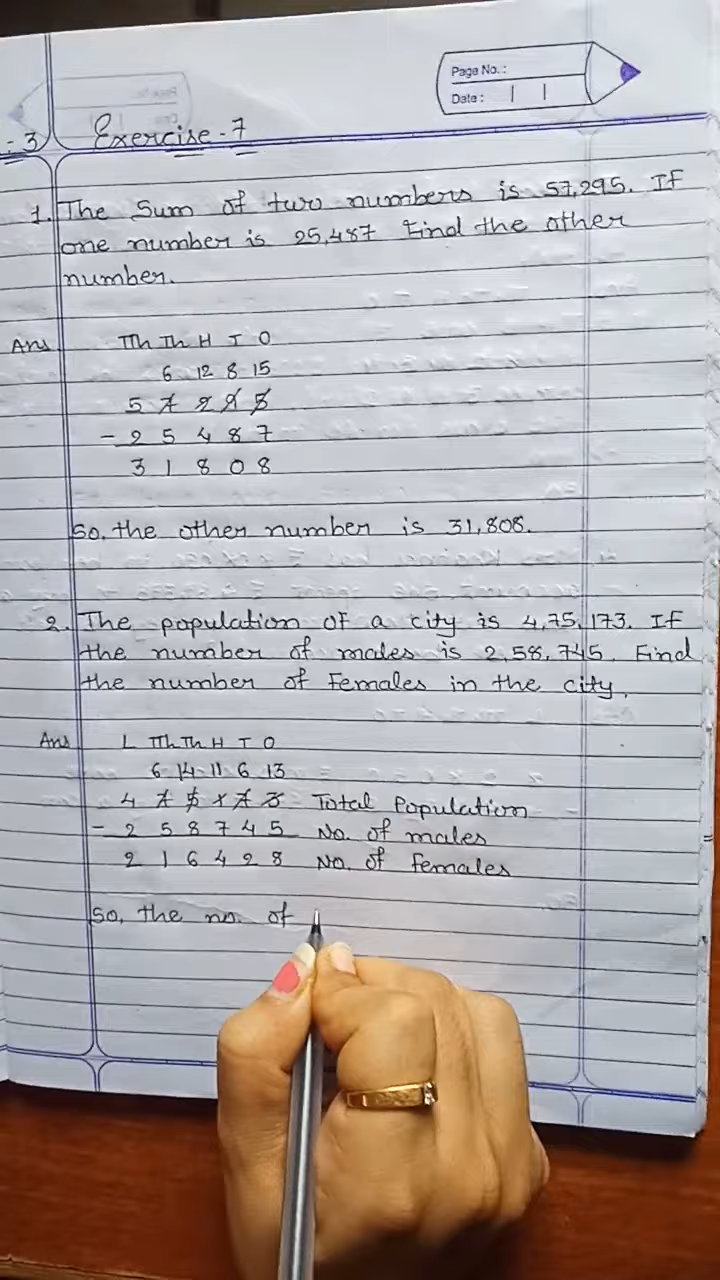 Page No.:
Date:
-3 Exercise-7
1. The Sum of two numbers is 57,295. If
one number is 25,487 Find the other
number.
Ans TTh Th H T O
6 12 8 15
5 7 2 9 5
- 2 5 4 8 7
3 1 8 0 8
So, the other number is 31,808.
2. The population of a city is 4,75,173. If
the number of males is 2,58,745. Find
the number of Females in the city.
Ans L TTh Th H T O
6 14 11 6 13
4 7 5 1 7 3 Total Population
- 2 5 8 7 4 5 No. of males
2 1 6 4 2 8 No. of females
So, the no. of